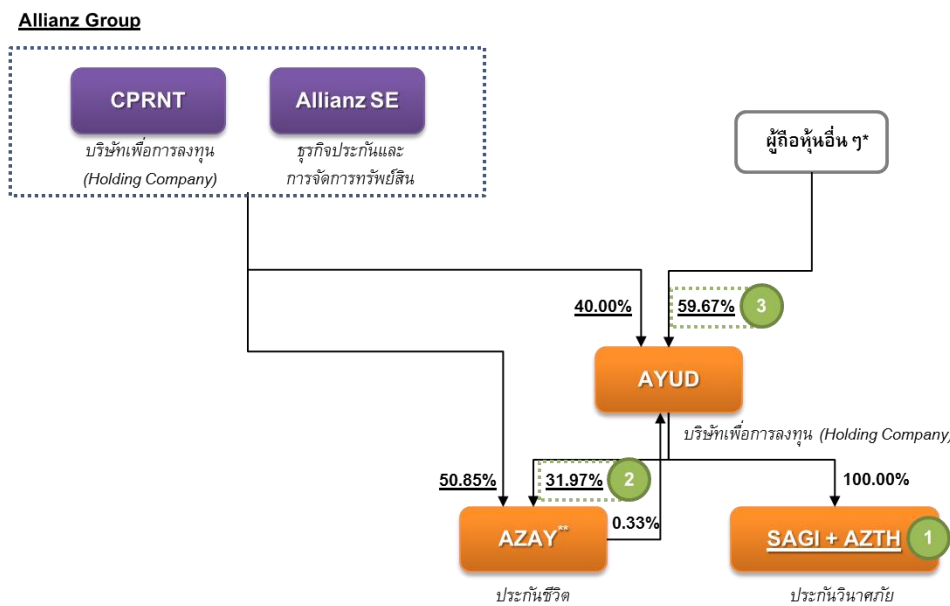 Allianz Group
CPRNT
Allianz SE
บริษัทเพื่อการลงทุน
(Holding Company)
ธุรกิจประกันและ
การจัดการทรัพย์สิน
ผู้ถือหุ้นอื่น ๆ*
40.00%
59.67%
3
AYUD
บริษัทเพื่อการลงทุน (Holding Company)
50.85%
31.97%
2
0.33%
100.00%
AZAY**
SAGI + AZTH
1
ประกันชีวิต
ประกันวินาศภัย